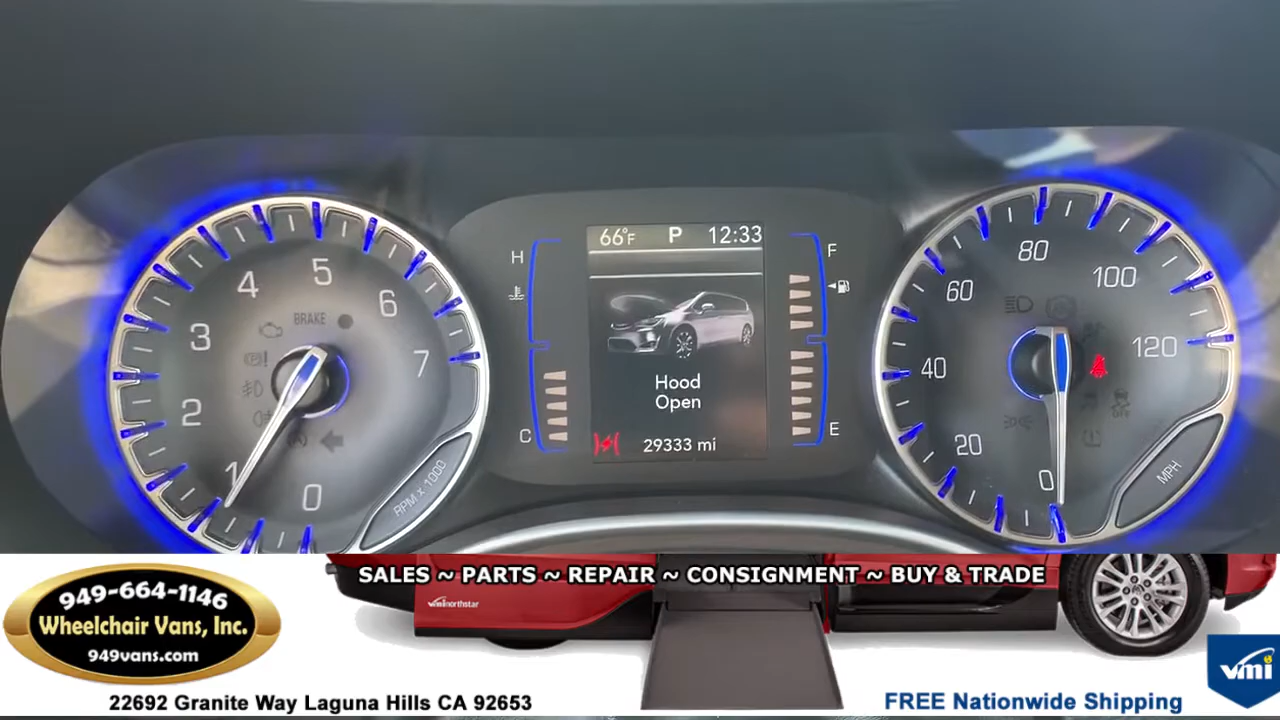 66°F P 12:33
H
F
C
E
Hood
Open
29333 mi
BRAKE
0
1
2
3
4
5
6
7
RPM x 1000
0
20
40
60
80
100
120
MPH
SALES ~ PARTS ~ REPAIR ~ CONSIGNMENT ~ BUY & TRADE
vmi northstar
949-664-1146
Wheelchair Vans, Inc.
949vans.com
22692 Granite Way Laguna Hills CA 92653
FREE Nationwide Shipping
vmi